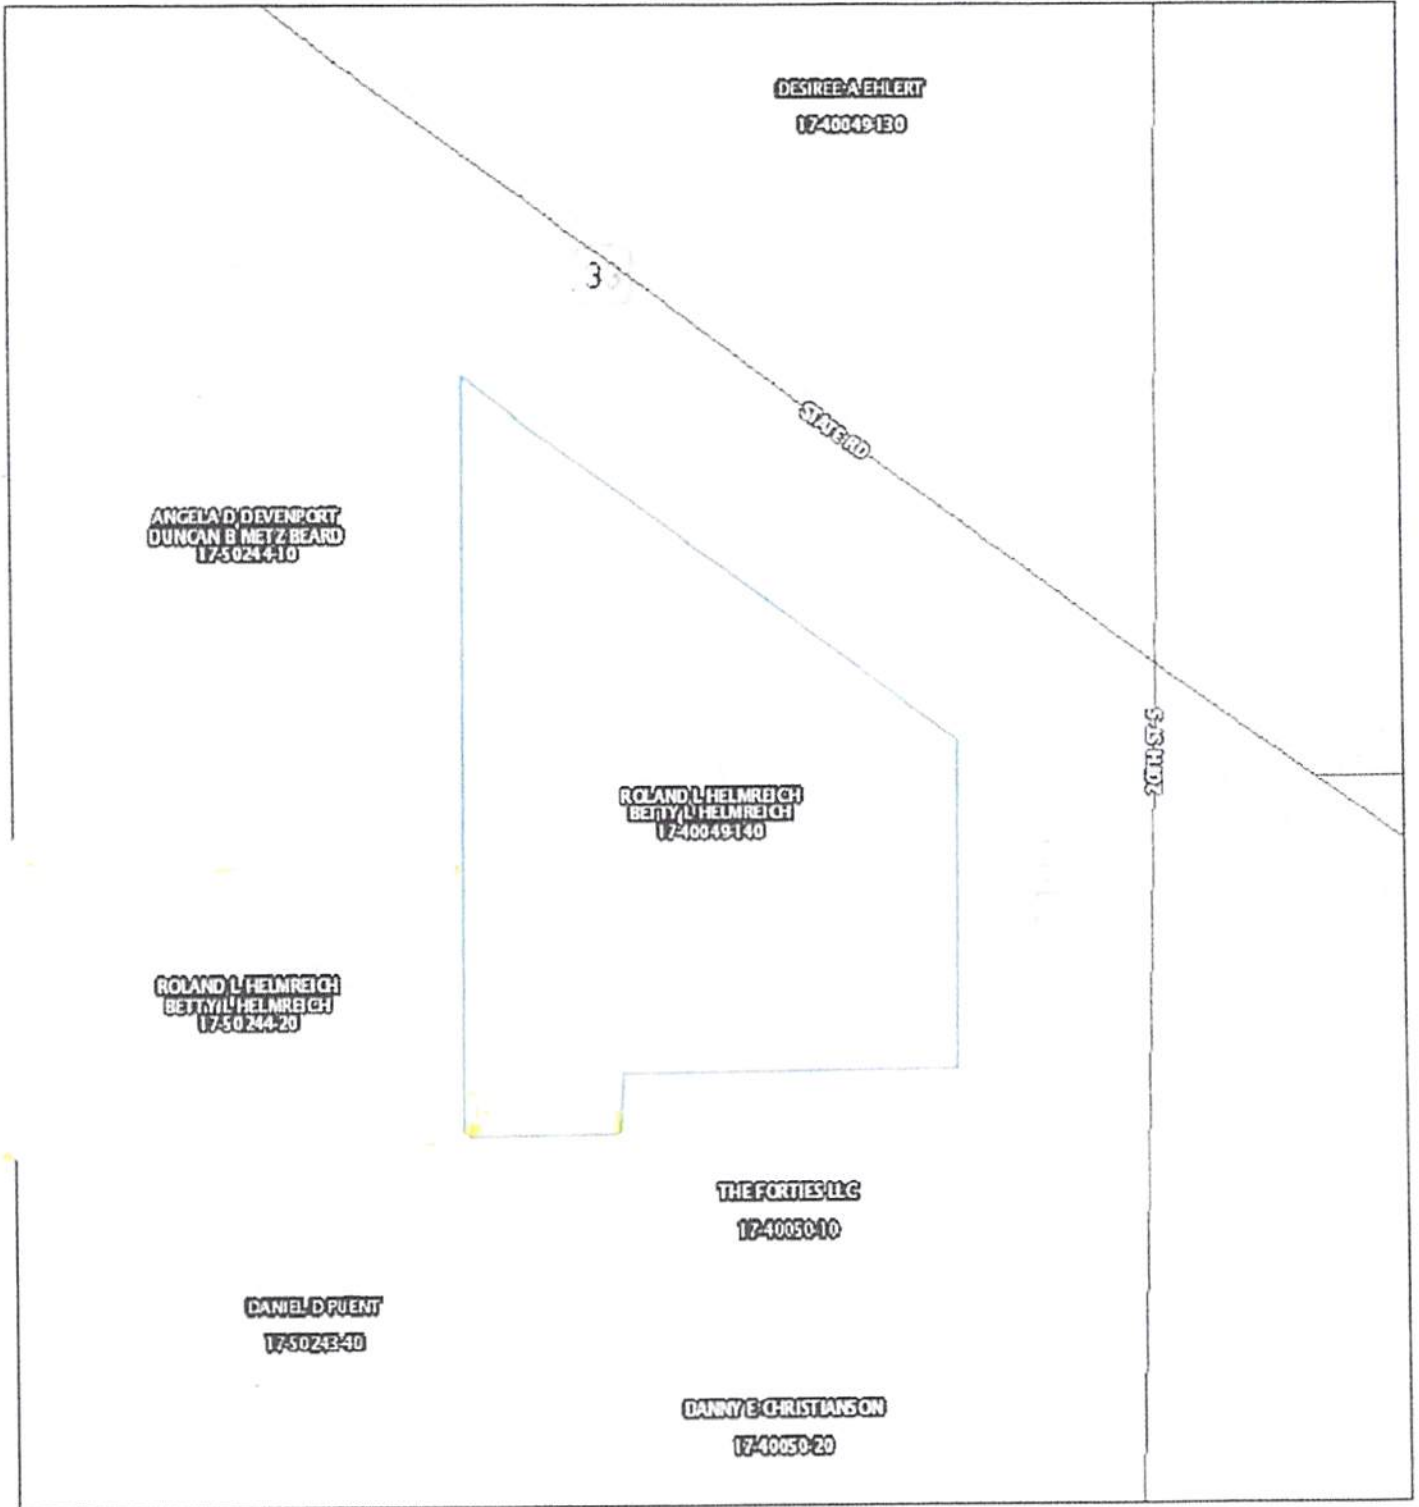 DESIREE A EHLERT
17-40049-130
3
STATE RD
ANGELA D DEVENPORT
DUNCAN B METZ BEARD
17-50244-10
20TH ST S
ROLAND L HELMREICH
BETTY L HELMREICH
17-40049-140
ROLAND L HELMREICH
BETTY L HELMREICH
17-50244-20
THE FORTIES LLC
17-40050-10
DANIEL D PUENT
17-50243-40
DANNY E CHRISTIANSON
17-40050-20